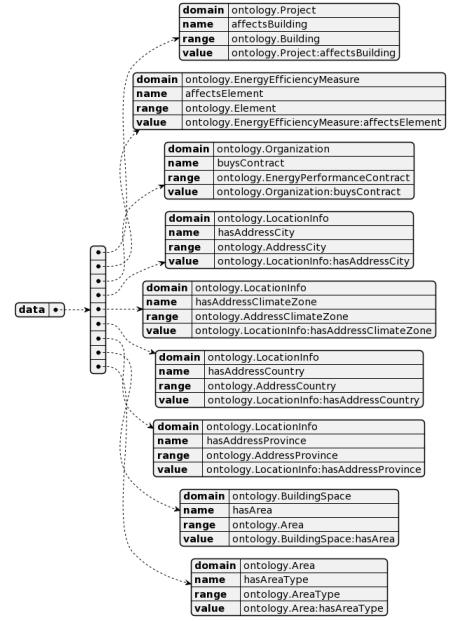 domain ontology.Project
name affectsBuilding
range ontology.Building
value ontology.Project:affectsBuilding
domain ontology.EnergyEfficiencyMeasure
name affectsElement
range ontology.Element
value ontology.EnergyEfficiencyMeasure:affectsElement
domain ontology.Organization
name buysContract
range ontology.EnergyPerformanceContract
value ontology.Organization:buysContract
domain ontology.LocationInfo
name hasAddressCity
range ontology.AddressCity
value ontology.LocationInfo:hasAddressCity
data
domain ontology.LocationInfo
name hasAddressClimateZone
range ontology.AddressClimateZone
value ontology.LocationInfo:hasAddressClimateZone
domain ontology.LocationInfo
name hasAddressCountry
range ontology.AddressCountry
value ontology.LocationInfo:hasAddressCountry
domain ontology.LocationInfo
name hasAddressProvince
range ontology.AddressProvince
value ontology.LocationInfo:hasAddressProvince
domain ontology.BuildingSpace
name hasArea
range ontology.Area
value ontology.BuildingSpace:hasArea
domain ontology.Area
name hasAreaType
range ontology.AreaType
value ontology.Area:hasAreaType